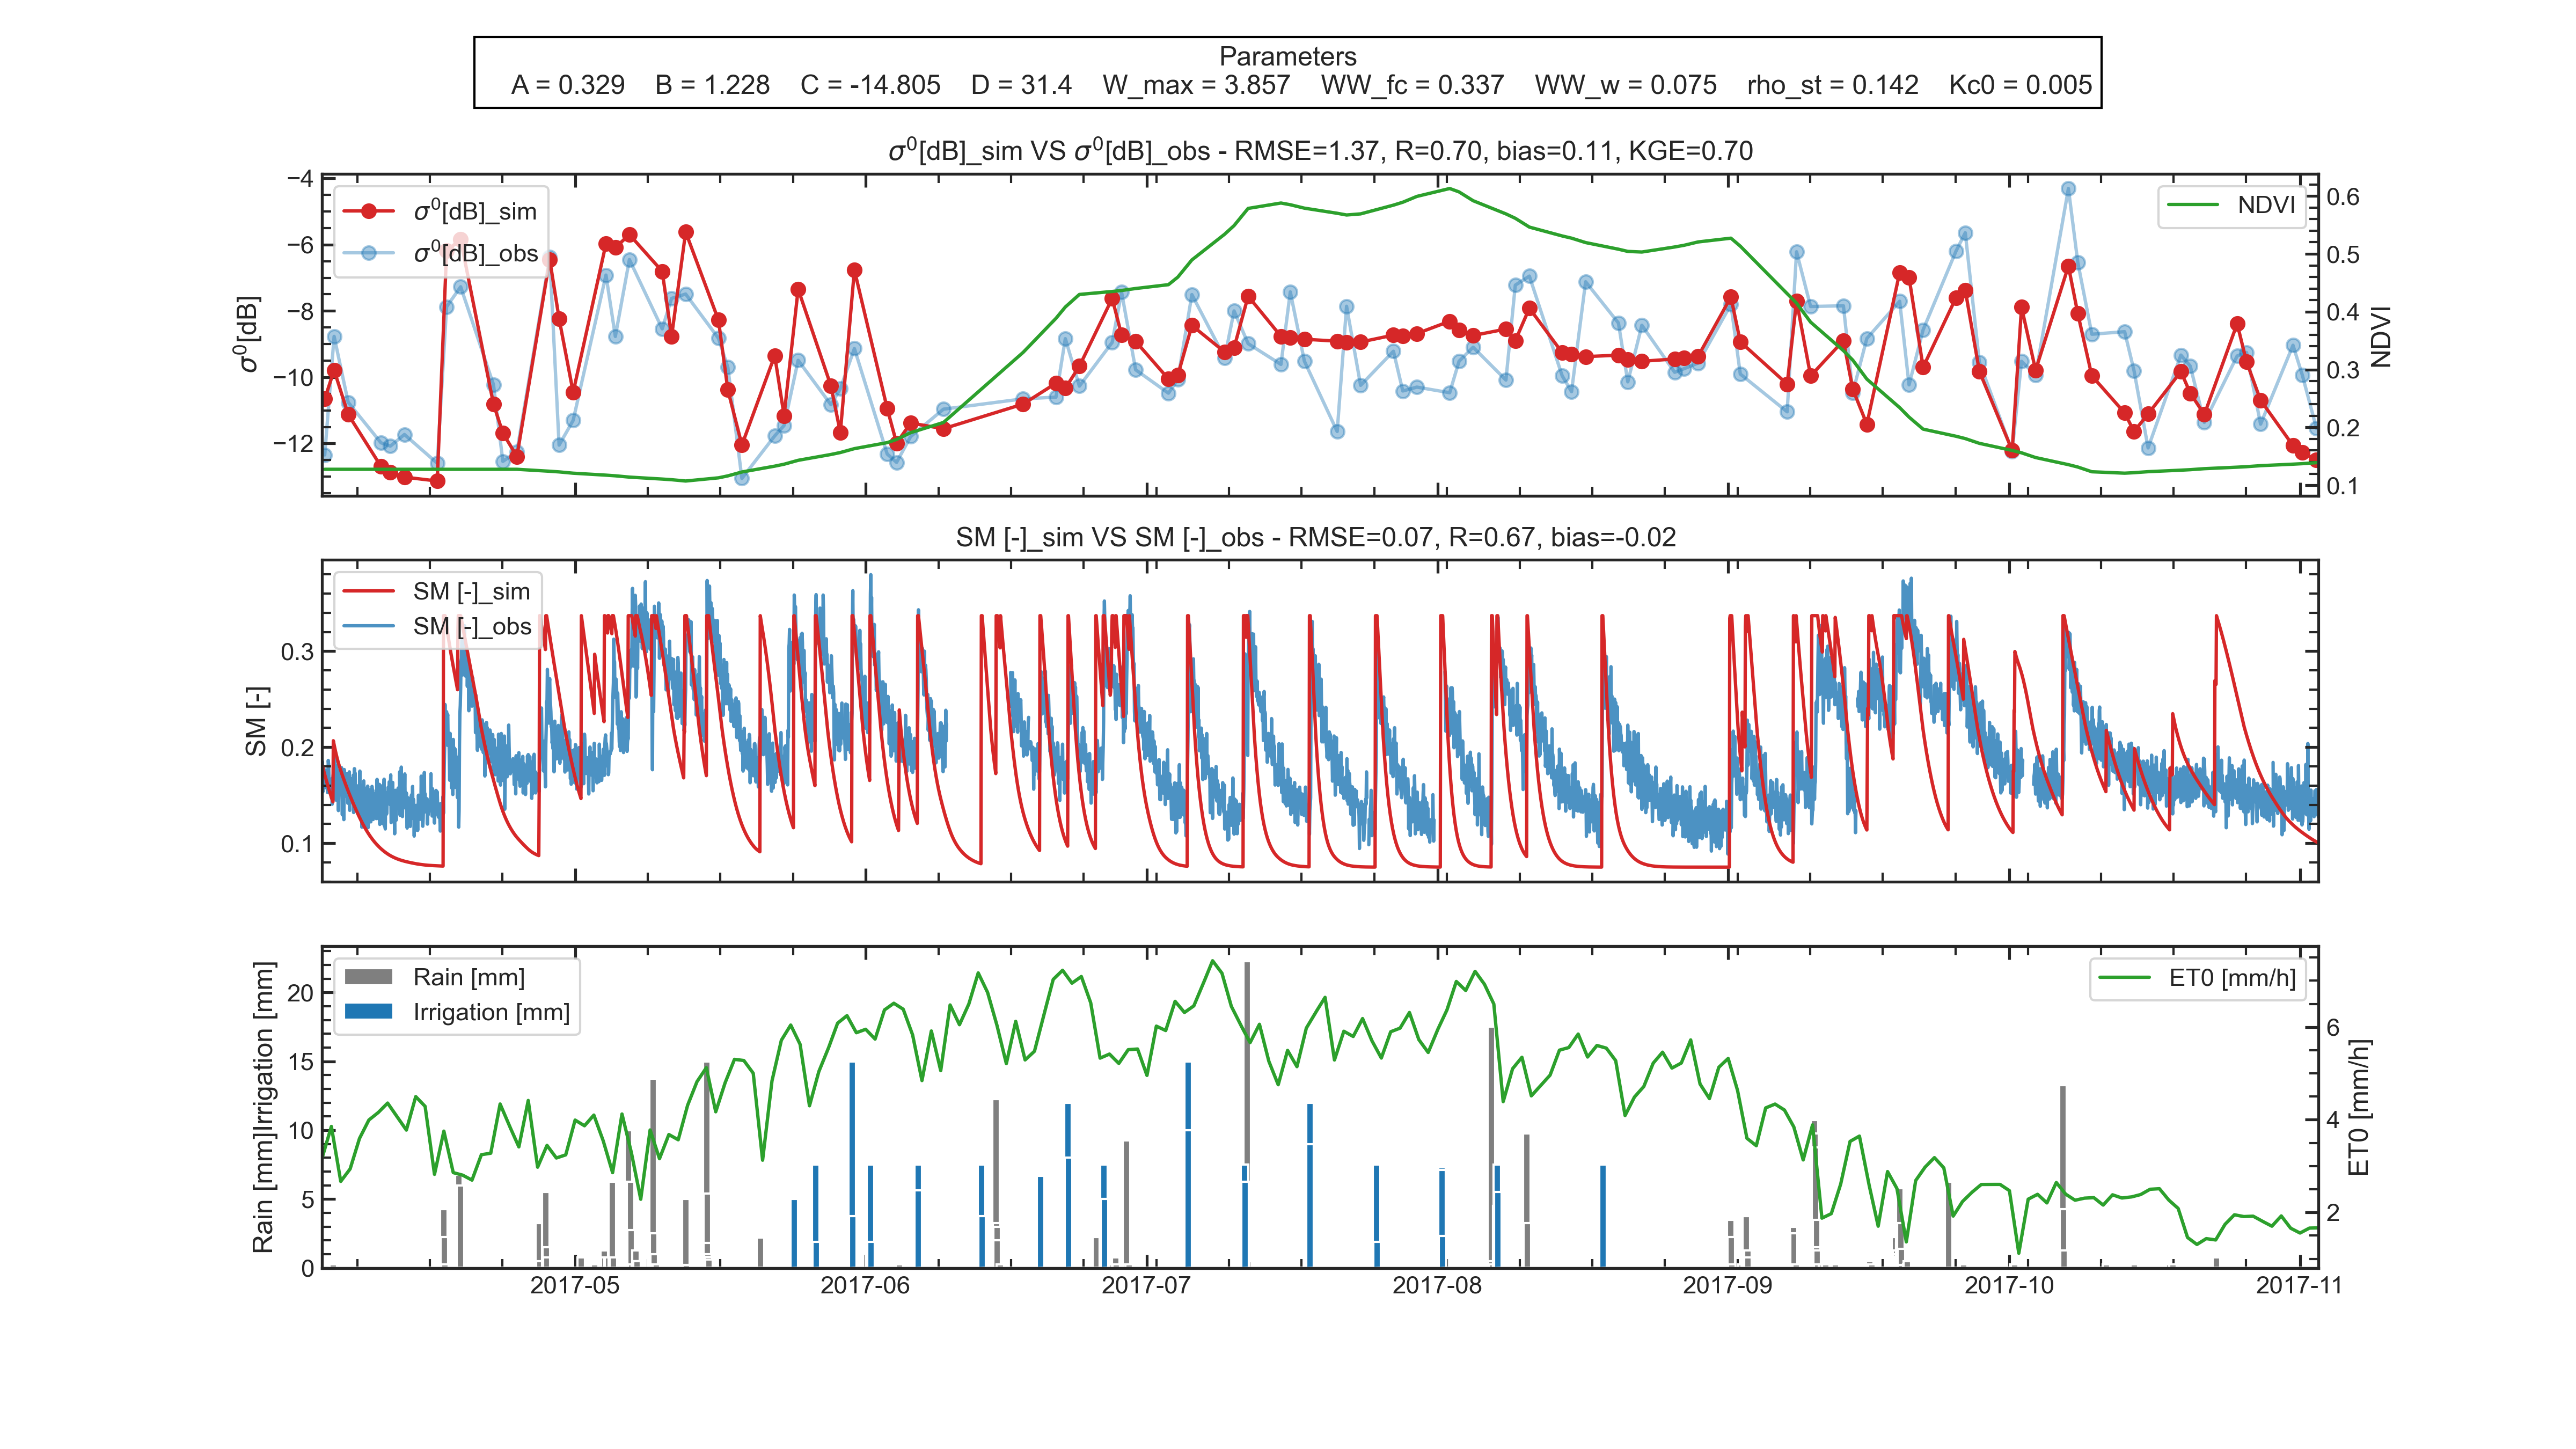 Parameters
A = 0.329 B = 1.228 C = -14.805 D = 31.4 W_max = 3.857 WW_fc = 0.337 WW_w = 0.075 rho_st = 0.142 Kc0 = 0.005
σ⁰[dB]_sim VS σ⁰[dB]_obs - RMSE=1.37, R=0.70, bias=0.11, KGE=0.70
σ⁰[dB]_sim
σ⁰[dB]_obs
NDVI
−4
−6
−8
−10
−12
σ⁰[dB]
0.6
0.5
0.4
0.3
0.2
0.1
NDVI
SM [-]_sim VS SM [-]_obs - RMSE=0.07, R=0.67, bias=-0.02
SM [-]_sim
SM [-]_obs
0.3
0.2
0.1
SM [-]
Rain [mm]
Irrigation [mm]
ET0 [mm/h]
20
15
10
5
0
Rain [mm]Irrigation [mm]
6
4
2
ET0 [mm/h]
2017-05 2017-06 2017-07 2017-08 2017-09 2017-10 2017-11